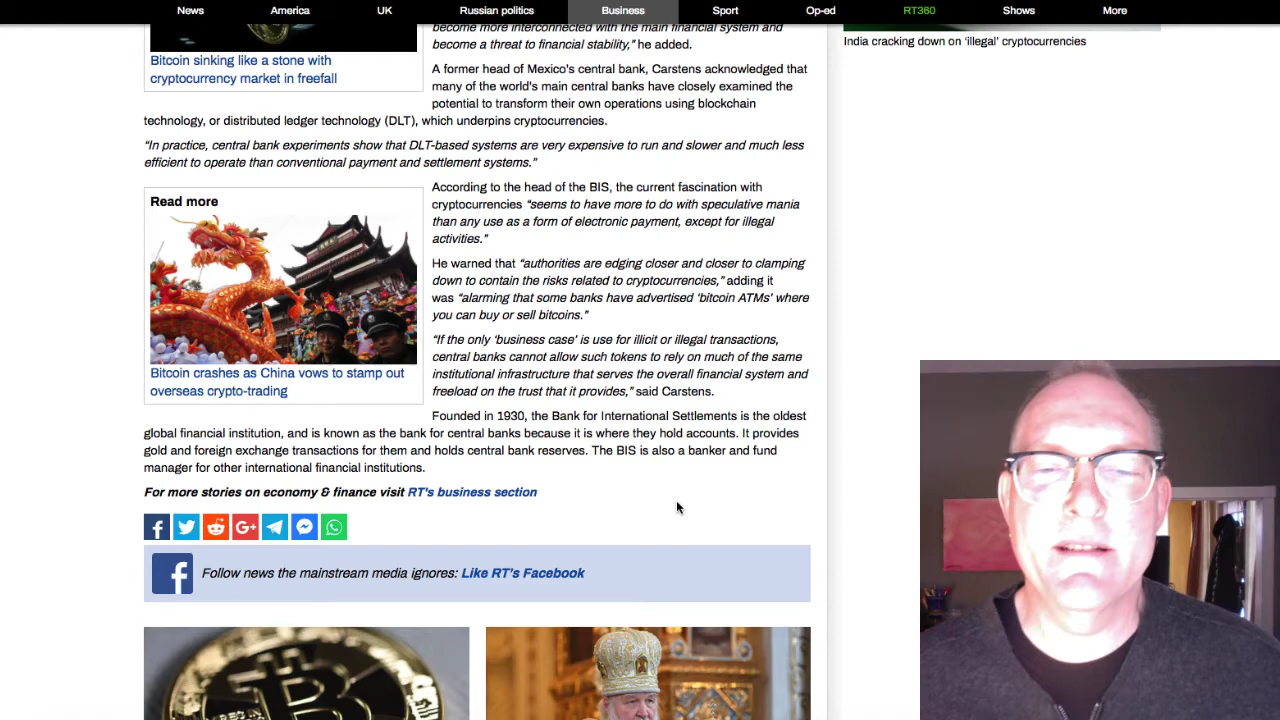 News America UK Russian politics Business Sport Op-ed RT360 Shows More
become more interconnected with the main financial system and
become a threat to financial stability,” he added.
India cracking down on ‘illegal’ cryptocurrencies
Bitcoin sinking like a stone with
cryptocurrency market in freefall
A former head of Mexico's central bank, Carstens acknowledged that
many of the world's main central banks have closely examined the
potential to transform their own operations using blockchain
technology, or distributed ledger technology (DLT), which underpins cryptocurrencies.
“In practice, central bank experiments show that DLT-based systems are very expensive to run and slower and much less
efficient to operate than conventional payment and settlement systems.”
Read more
Bitcoin crashes as China vows to stamp out
overseas crypto-trading
According to the head of the BIS, the current fascination with
cryptocurrencies “seems to have more to do with speculative mania
than any use as a form of electronic payment, except for illegal
activities.”
He warned that “authorities are edging closer and closer to clamping
down to contain the risks related to cryptocurrencies,” adding it
was “alarming that some banks have advertised ‘bitcoin ATMs’ where
you can buy or sell bitcoins.”
“If the only ‘business case’ is use for illicit or illegal transactions,
central banks cannot allow such tokens to rely on much of the same
institutional infrastructure that serves the overall financial system and
freeload on the trust that it provides,” said Carstens.
Founded in 1930, the Bank for International Settlements is the oldest
global financial institution, and is known as the bank for central banks because it is where they hold accounts. It provides
gold and foreign exchange transactions for them and holds central bank reserves. The BIS is also a banker and fund
manager for other international financial institutions.
For more stories on economy & finance visit RT's business section
Follow news the mainstream media ignores: Like RT's Facebook